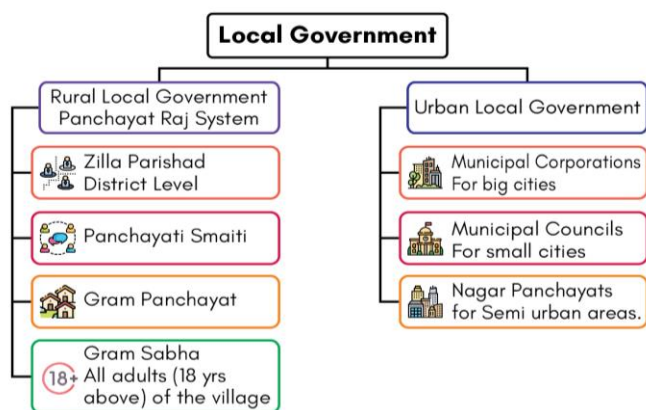 Local Government
Rural Local Government
Panchayat Raj System
Zilla Parishad
District Level
Panchayati Smaiti
Gram Panchayat
Gram Sabha
18+ All adults (18 yrs
above) of the village
Urban Local Government
Municipal Corporations
For big cities
Municipal Councils
For small cities
Nagar Panchayats
for Semi urban areas.